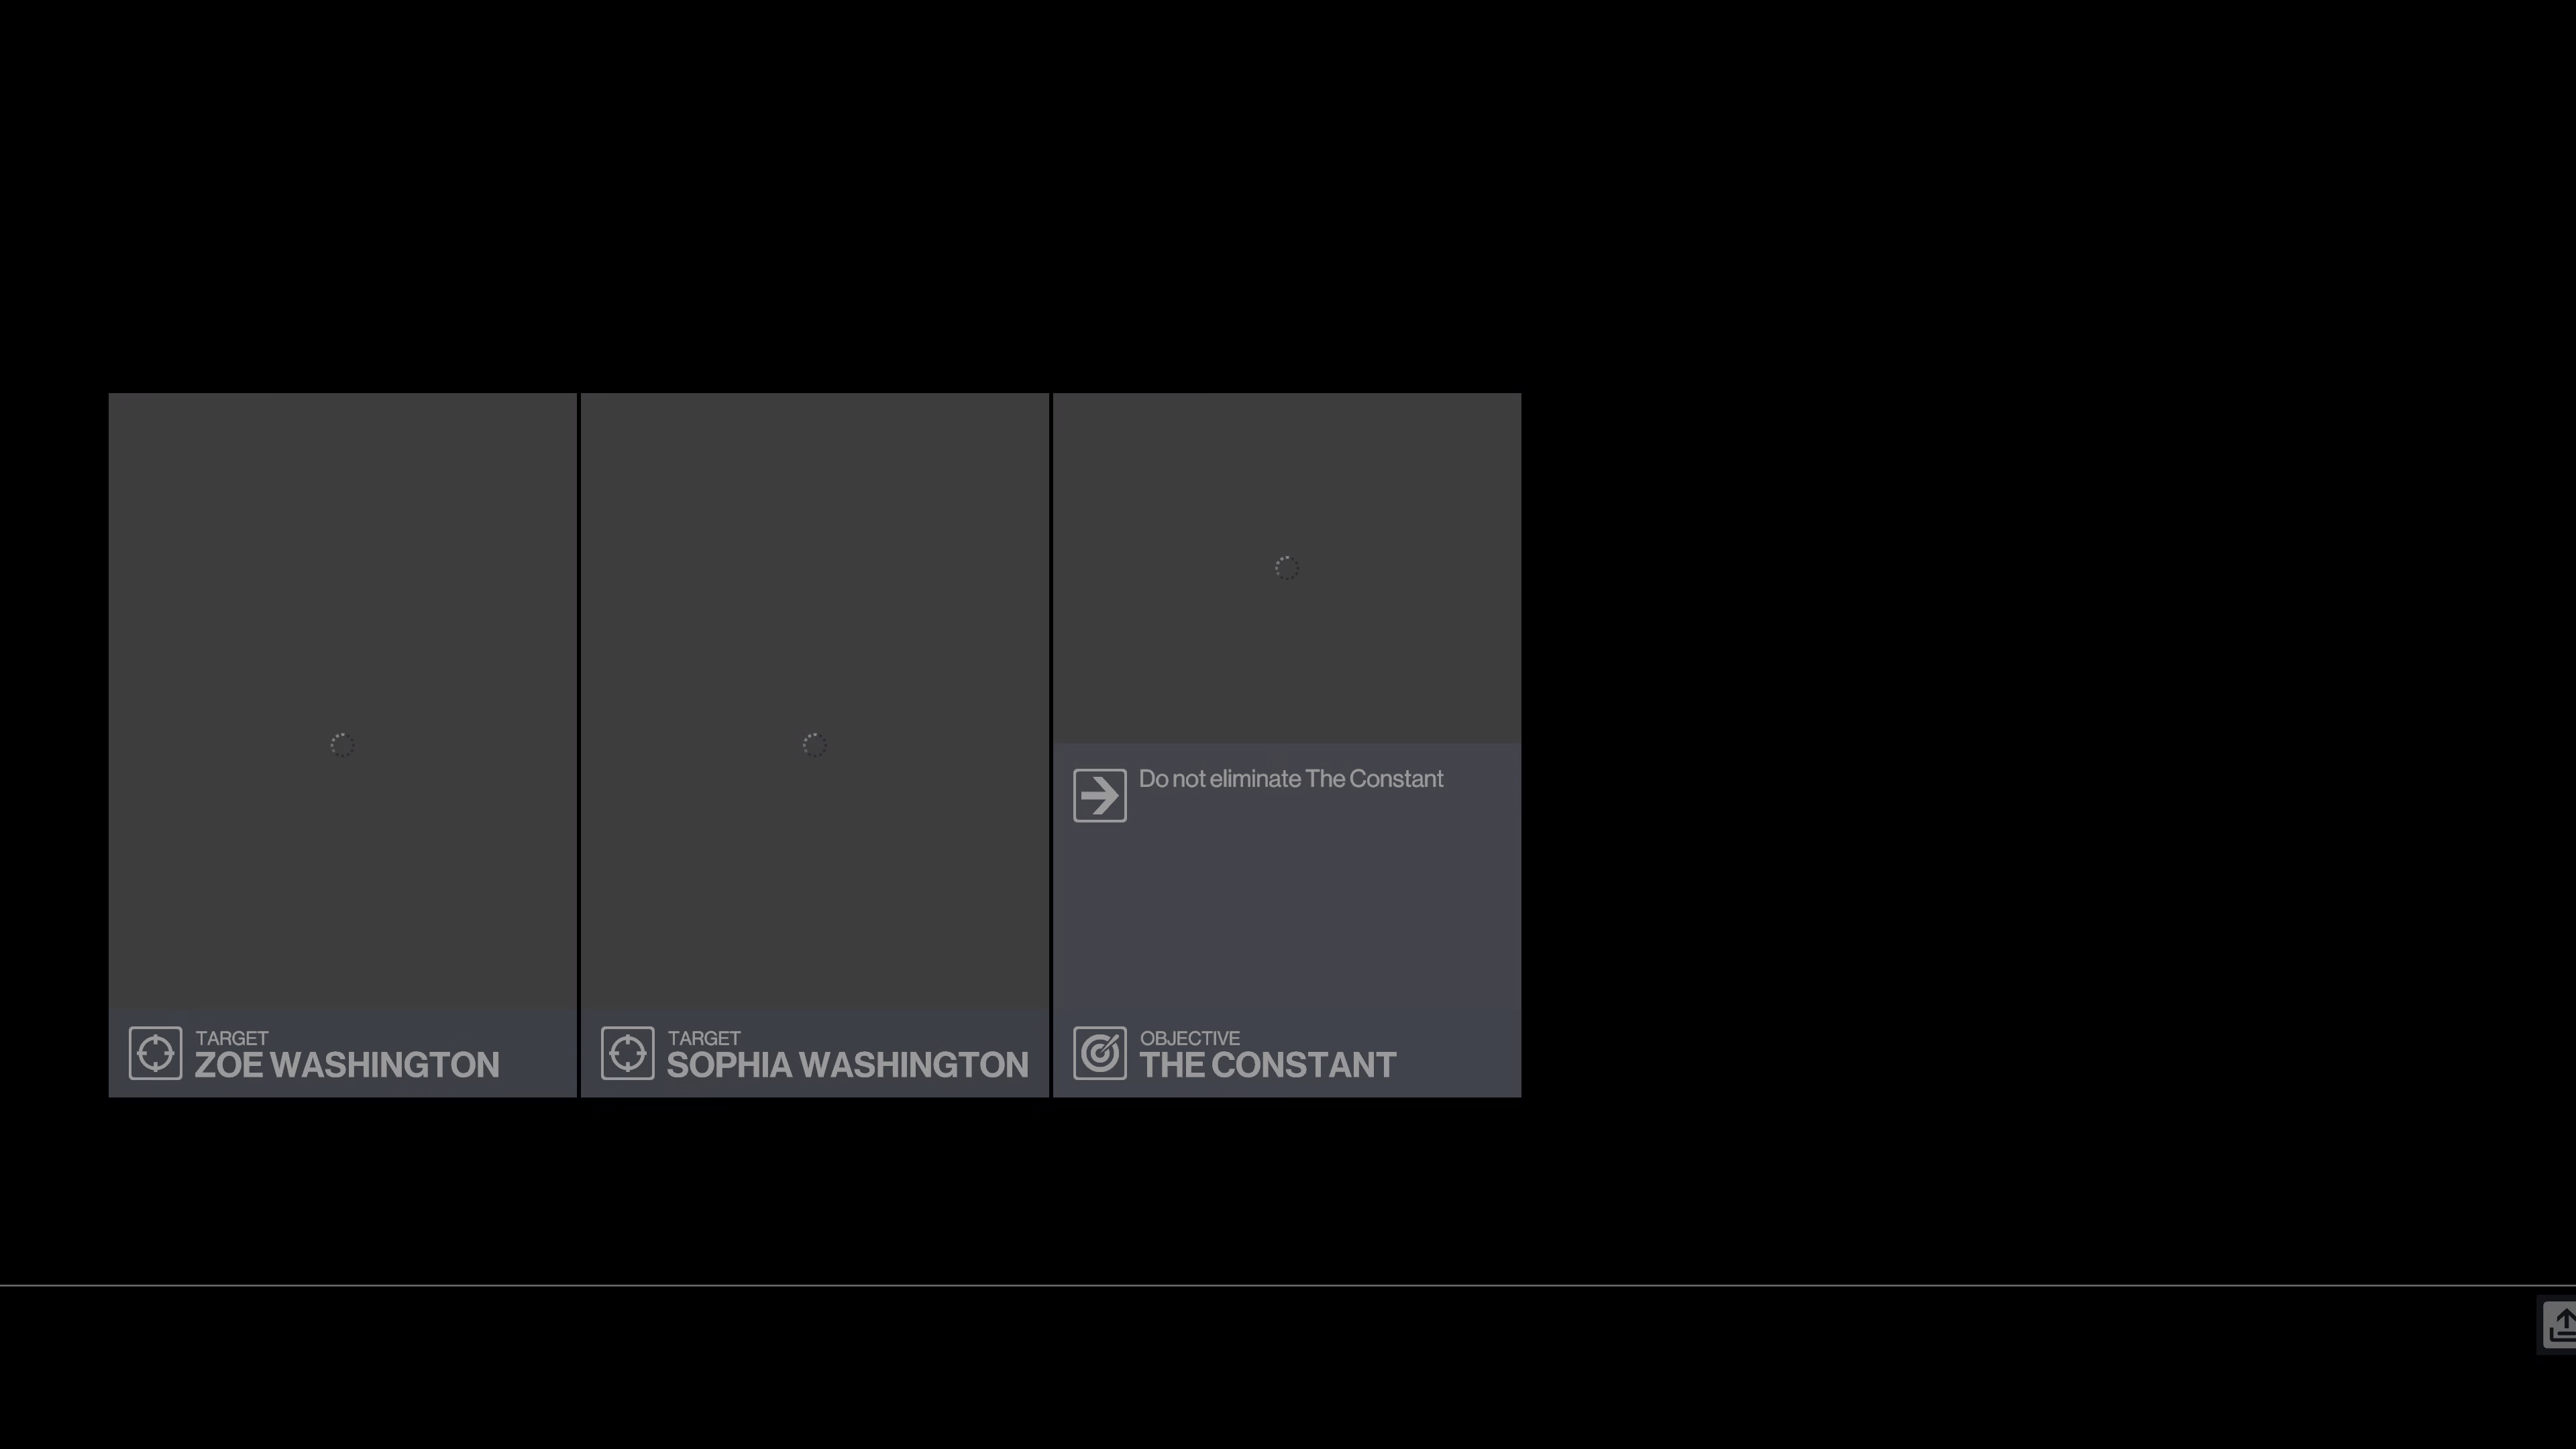 TARGET
ZOE WASHINGTON
TARGET
SOPHIA WASHINGTON
Do not eliminate The Constant
OBJECTIVE
THE CONSTANT